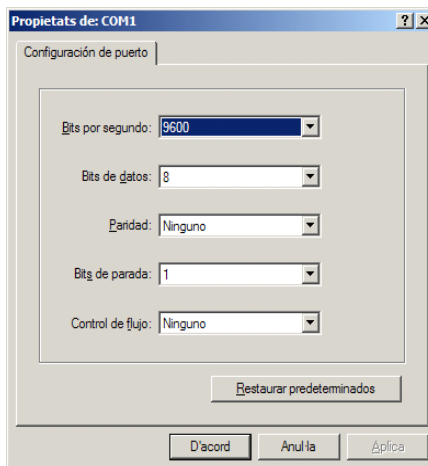 Propietats de: COM1
Configuración de puerto
Bits por segundo: 9600
Bits de datos: 8
Paridad: Ninguno
Bits de parada: 1
Control de flujo: Ninguno
Restaurar predeterminados
D'acord Anul·la Aplica